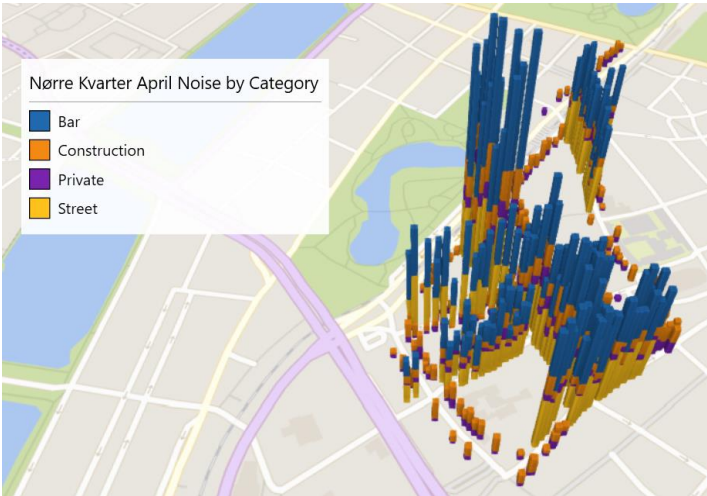 Nørre Kvarter April Noise by Category
Bar
Construction
Private
Street